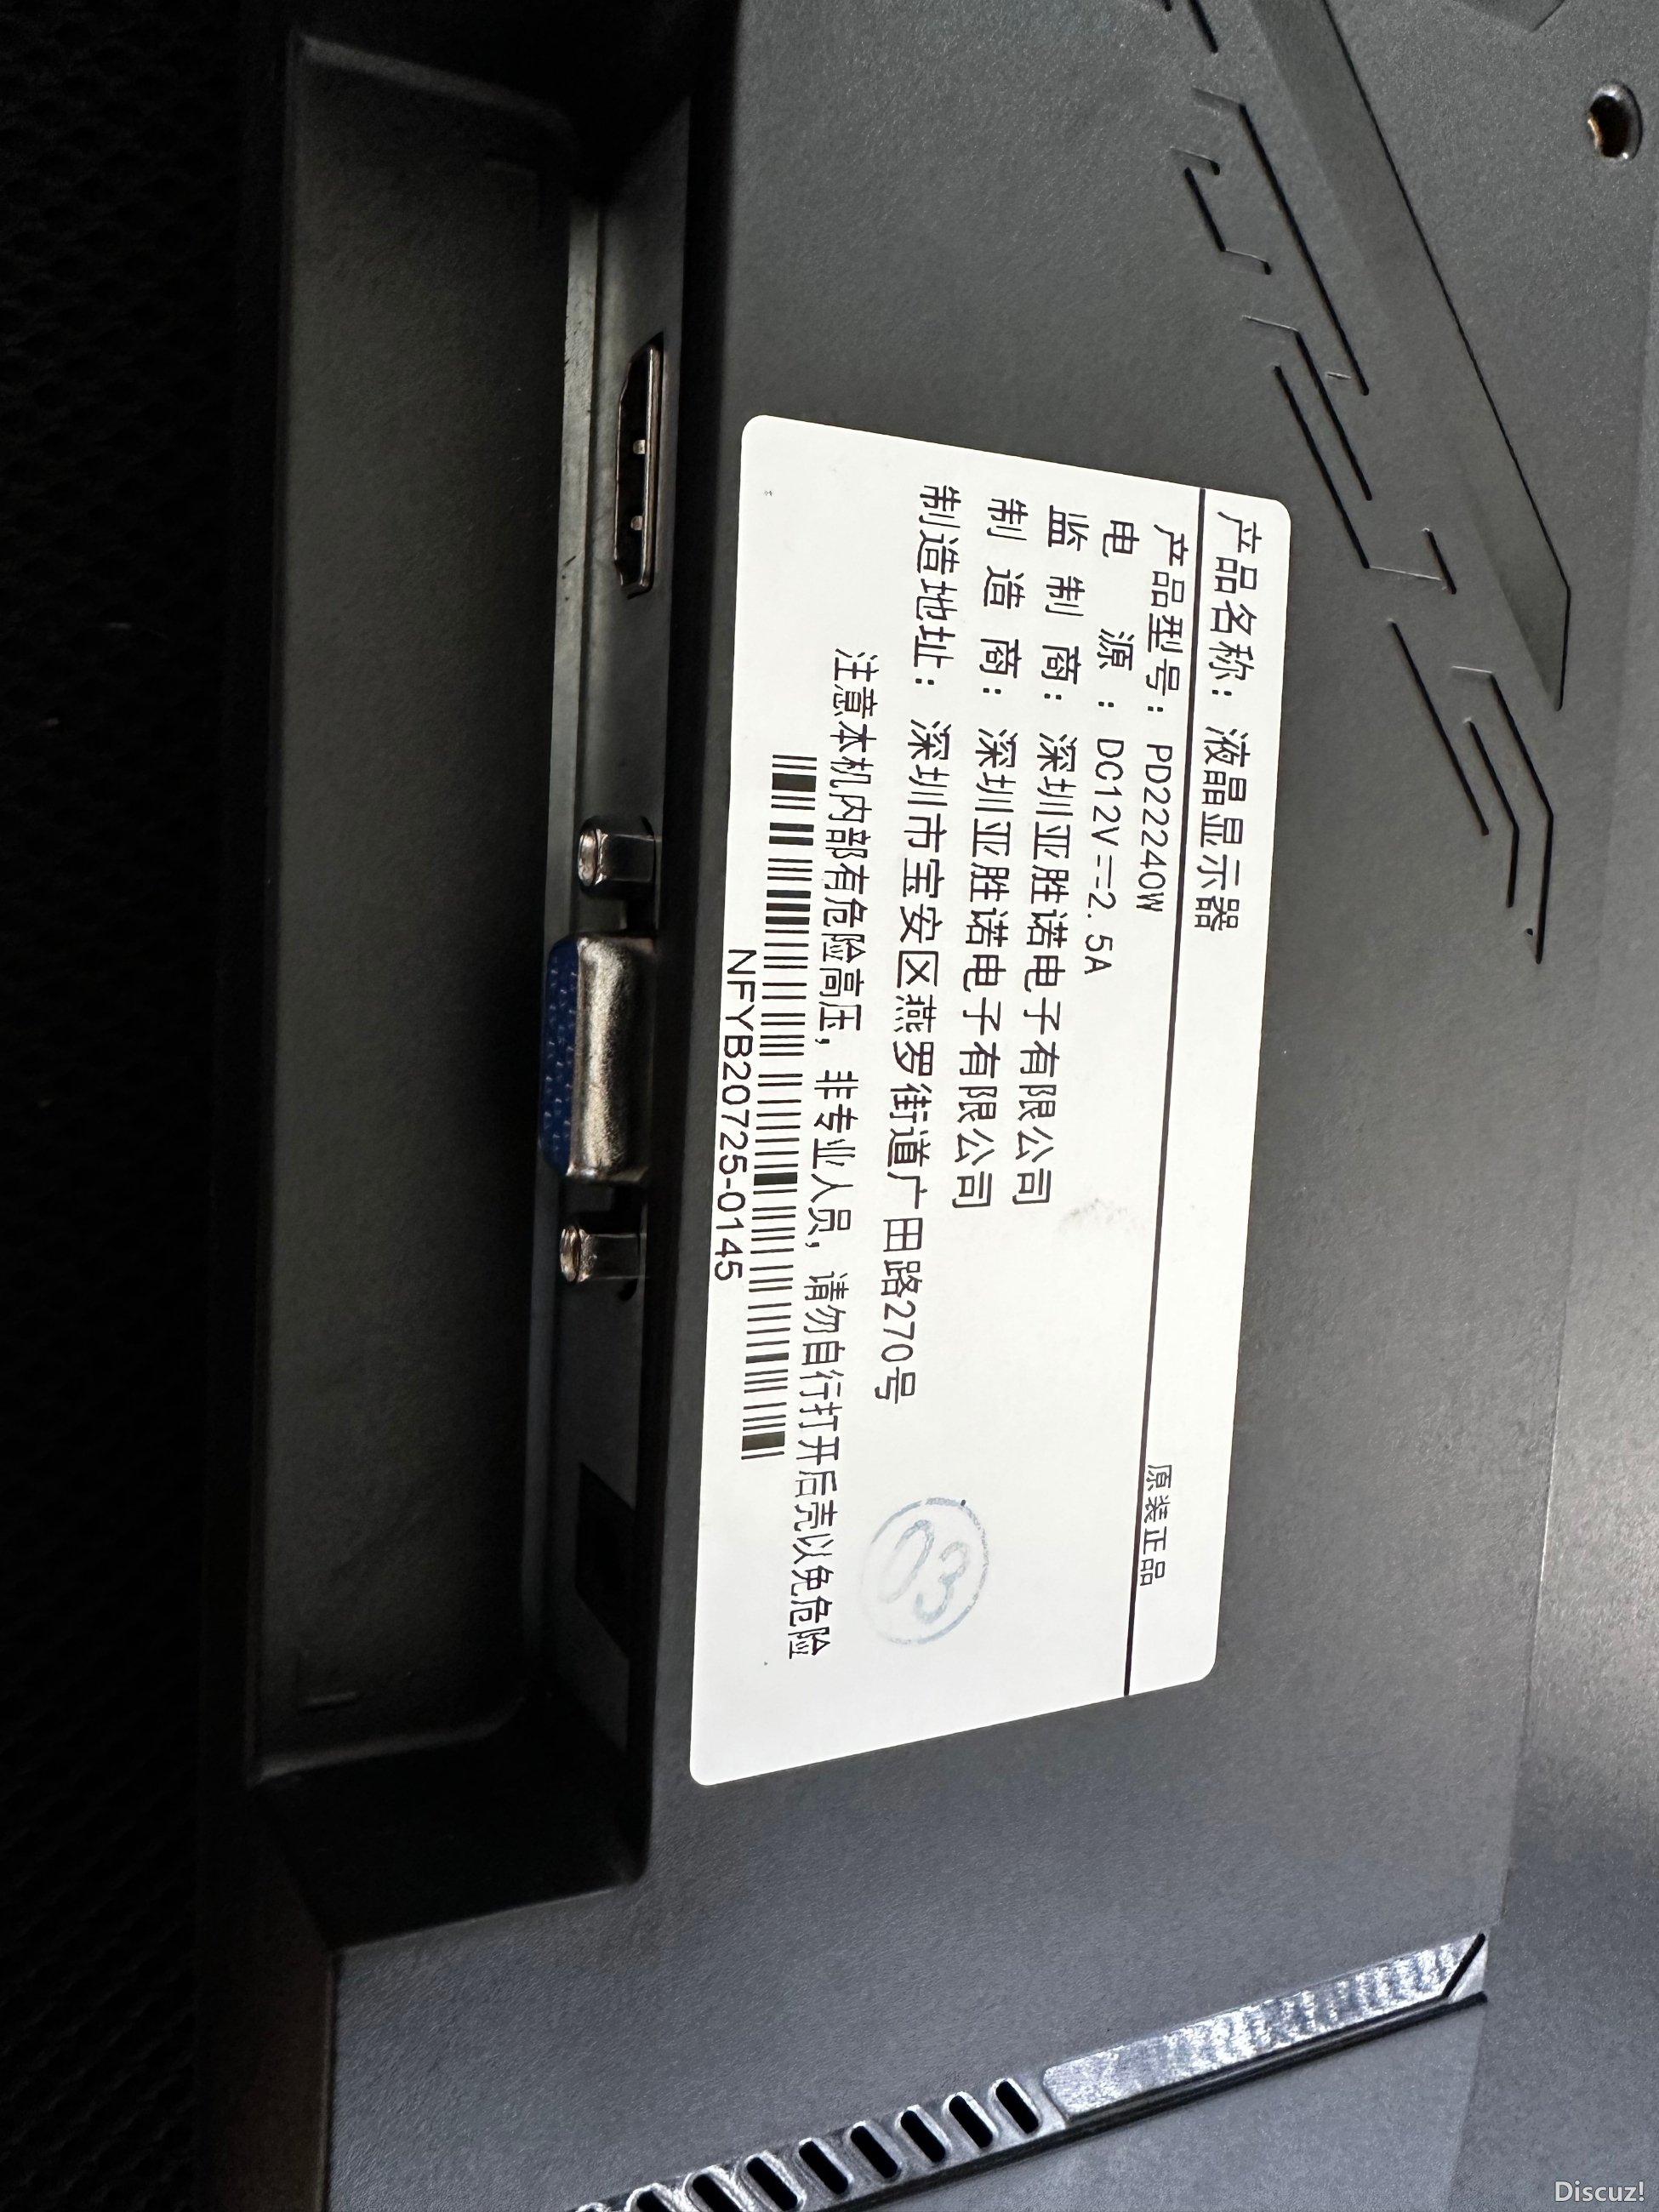 产品名称：液晶显示器
原装正品
产品型号：PD22240W
电 源：DC12V⎓2.5A
监 制 商：深圳亚胜诺电子有限公司
制 造 商：深圳亚胜诺电子有限公司
制造地址：深圳市宝安区燕罗街道广田路270号
03
注意本机内部有危险高压，非专业人员，请勿自行打开后壳以免危险
NFYB20725-0145
Discuz!